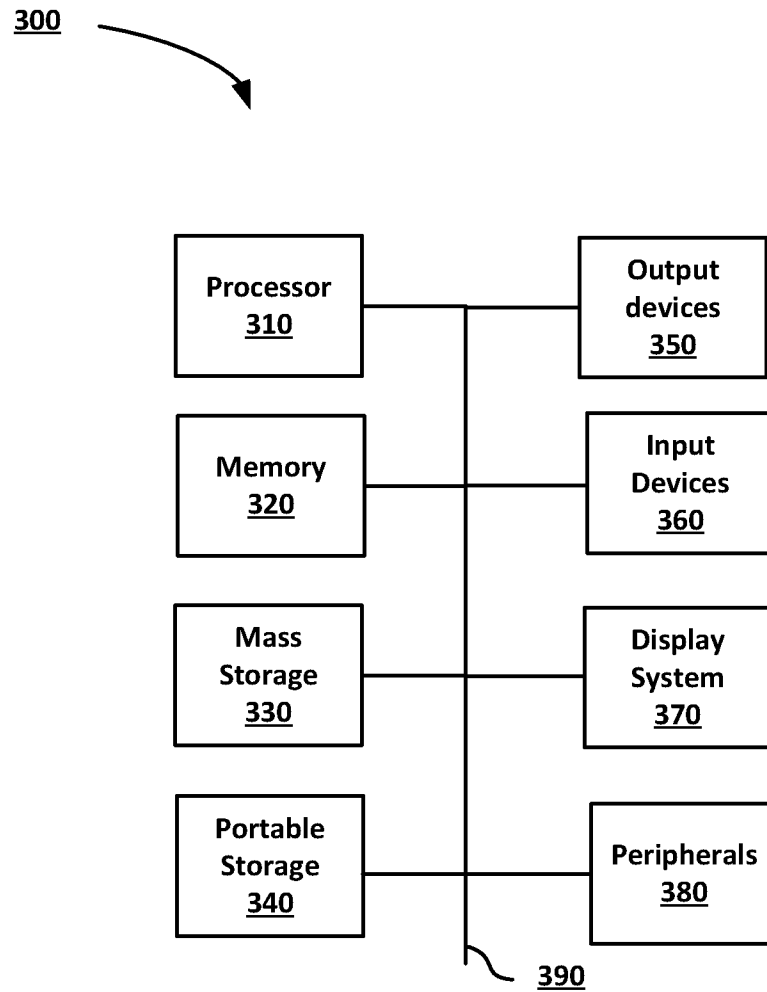 300
Processor
310
Output
devices
350
Memory
320
Input
Devices
360
Mass
Storage
330
Display
System
370
Portable
Storage
340
Peripherals
380
390